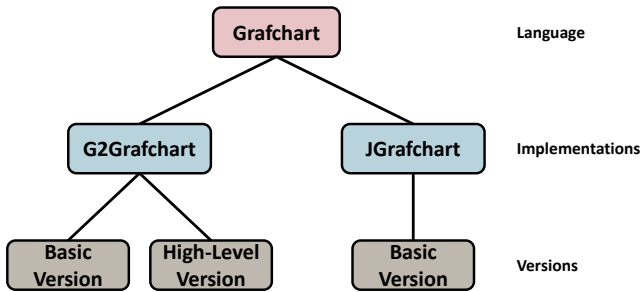 Grafchart
Language
G2Grafchart
JGrafchart
Implementations
Basic
Version
High-Level
Version
Basic
Version
Versions